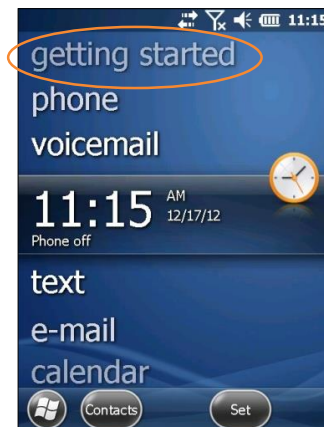 11:15
getting started
phone
voicemail
11:15 AM
12/17/12
Phone off
text
e-mail
calendar
Contacts Set